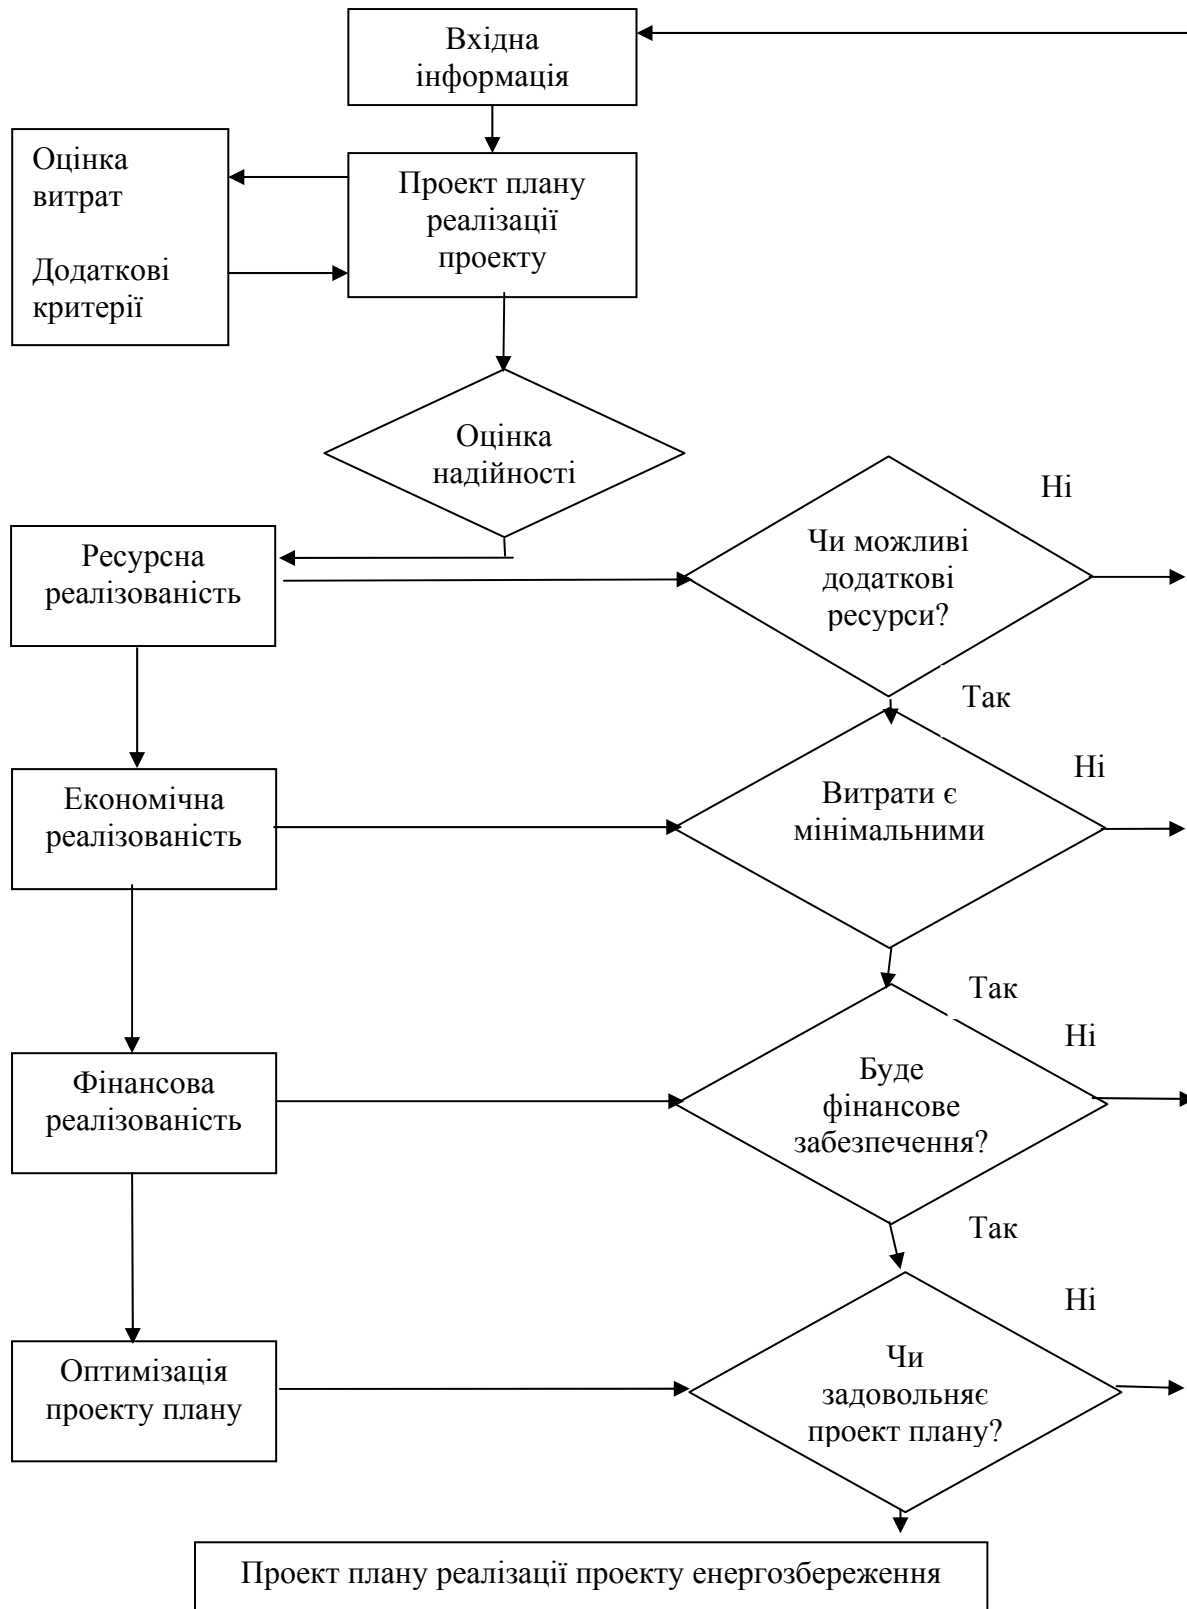 Вхідна
інформація
Оцінка
витрат
Додаткові
критерії
Проект плану
реалізації
проекту
Оцінка
надійності
Ресурсна
реалізованість
Чи можливі
додаткові
ресурси?
Ні
Так
Економічна
реалізованість
Витрати є
мінімальними
Ні
Так
Фінансова
реалізованість
Буде
фінансове
забезпечення?
Ні
Так
Оптимізація
проекту плану
Чи
задовольняє
проект плану?
Ні
Проект плану реалізації проекту енергозбереження